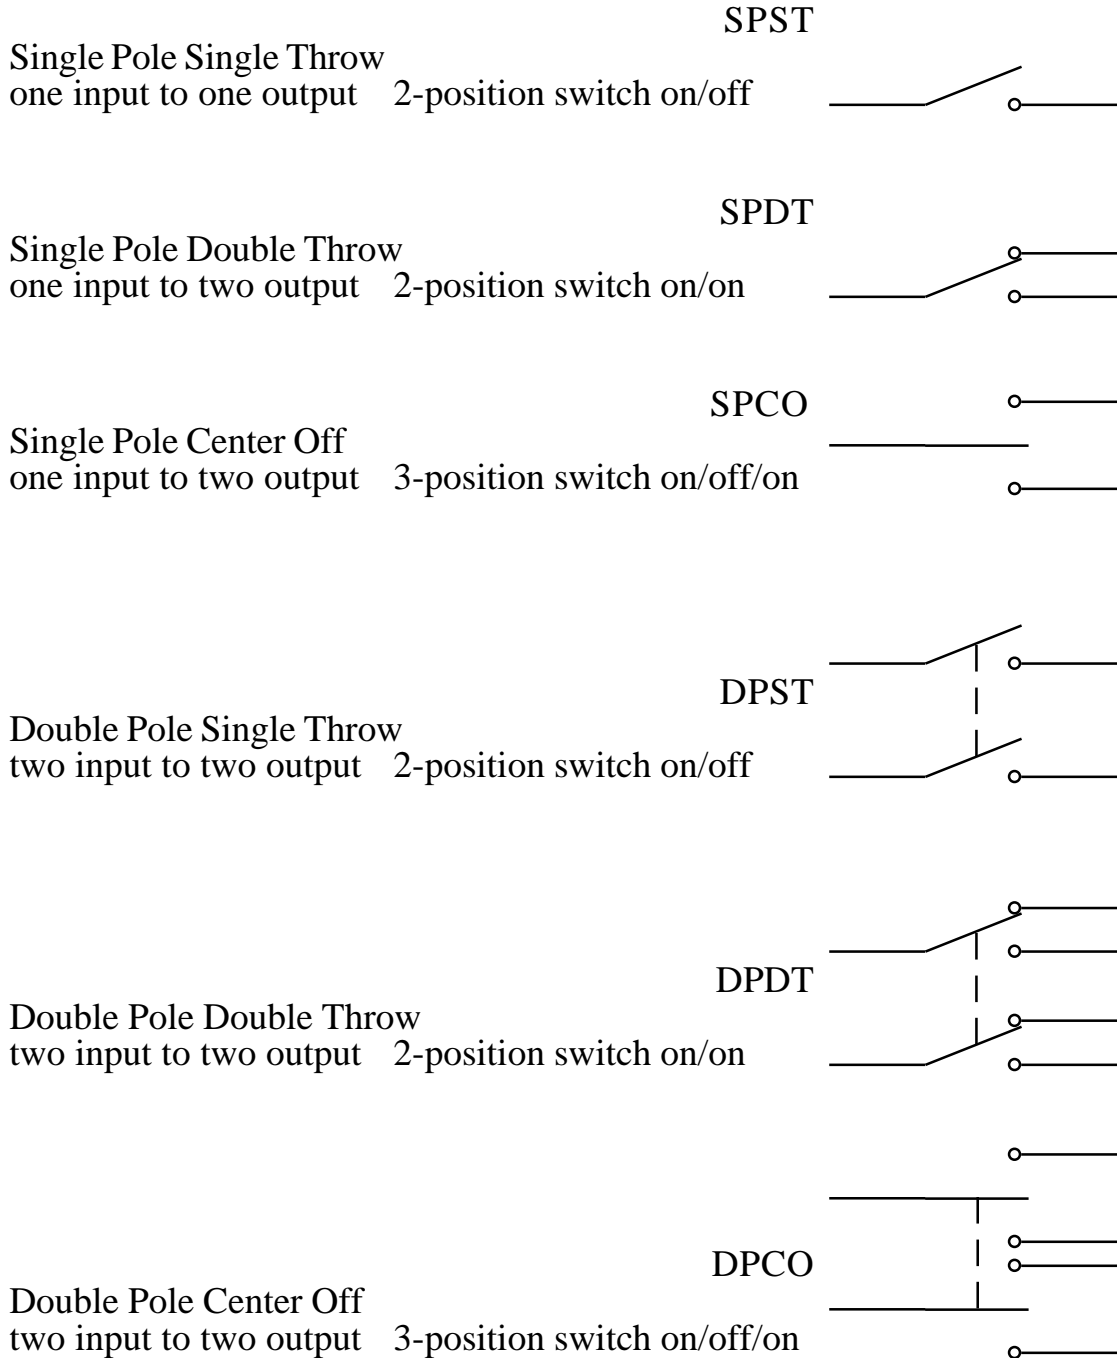 SPST
Single Pole Single Throw
one input to one output 2-position switch on/off
SPDT
Single Pole Double Throw
one input to two output 2-position switch on/on
SPCO
Single Pole Center Off
one input to two output 3-position switch on/off/on
DPST
Double Pole Single Throw
two input to two output 2-position switch on/off
DPDT
Double Pole Double Throw
two input to two output 2-position switch on/on
DPCO
Double Pole Center Off
two input to two output 3-position switch on/off/on